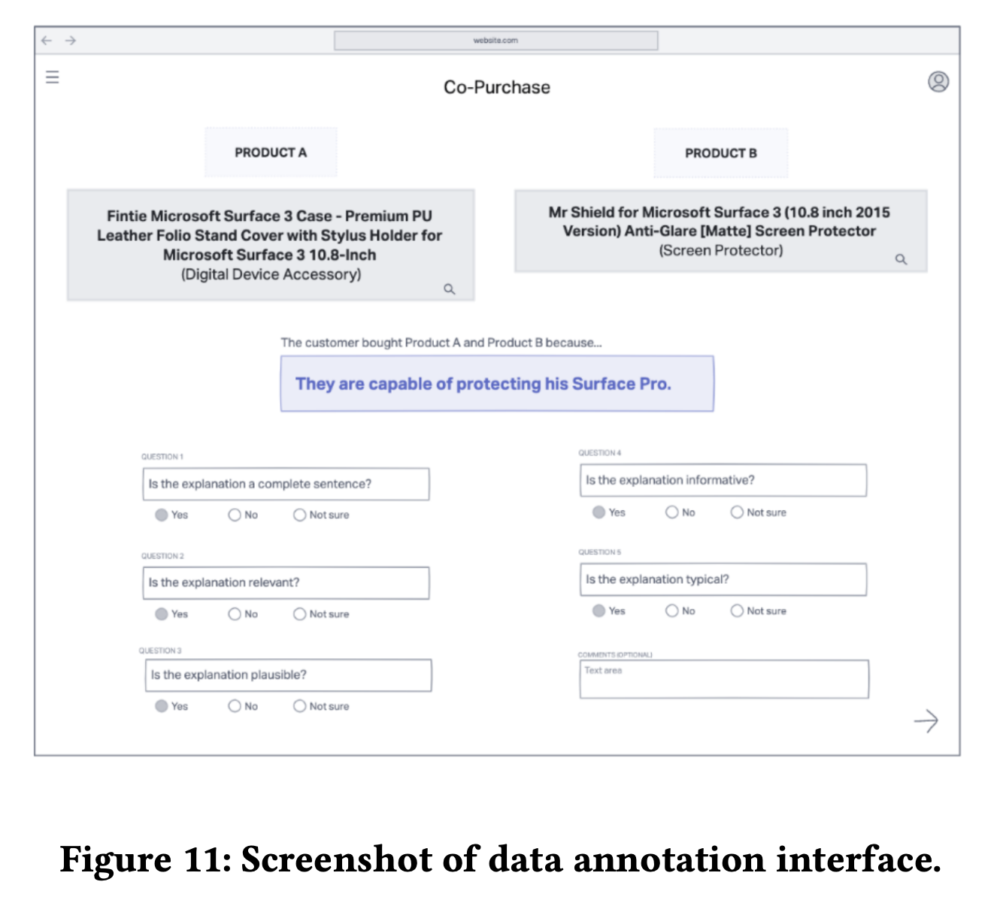 website.com
Co-Purchase
PRODUCT A
Fintie Microsoft Surface 3 Case - Premium PU
Leather Folio Stand Cover with Stylus Holder for
Microsoft Surface 3 10.8-Inch
(Digital Device Accessory)
PRODUCT B
Mr Shield for Microsoft Surface 3 (10.8 inch 2015
Version) Anti-Glare [Matte] Screen Protector
(Screen Protector)
The customer bought Product A and Product B because...
They are capable of protecting his Surface Pro.
QUESTION 1
Is the explanation a complete sentence?
Yes No Not sure
QUESTION 2
Is the explanation relevant?
Yes No Not sure
QUESTION 3
Is the explanation plausible?
Yes No Not sure
QUESTION 4
Is the explanation informative?
Yes No Not sure
QUESTION 5
Is the explanation typical?
Yes No Not sure
COMMENTS (OPTIONAL)
Text area
Figure 11: Screenshot of data annotation interface.